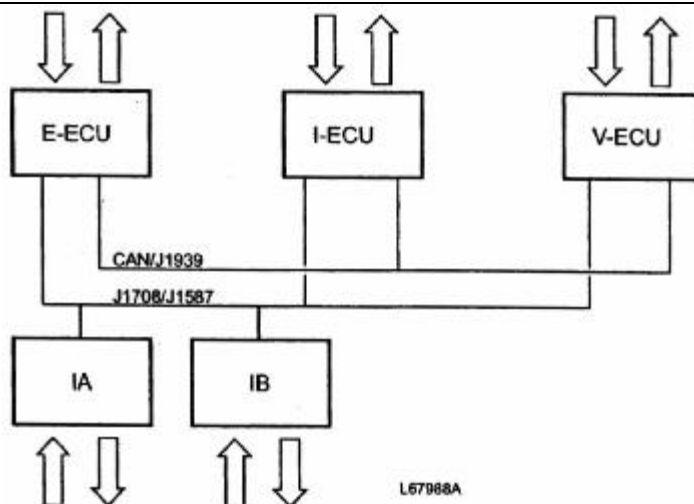 E-ECU
I-ECU
V-ECU
CAN/J1939
J1708/J1587
IA
IB
L67988A